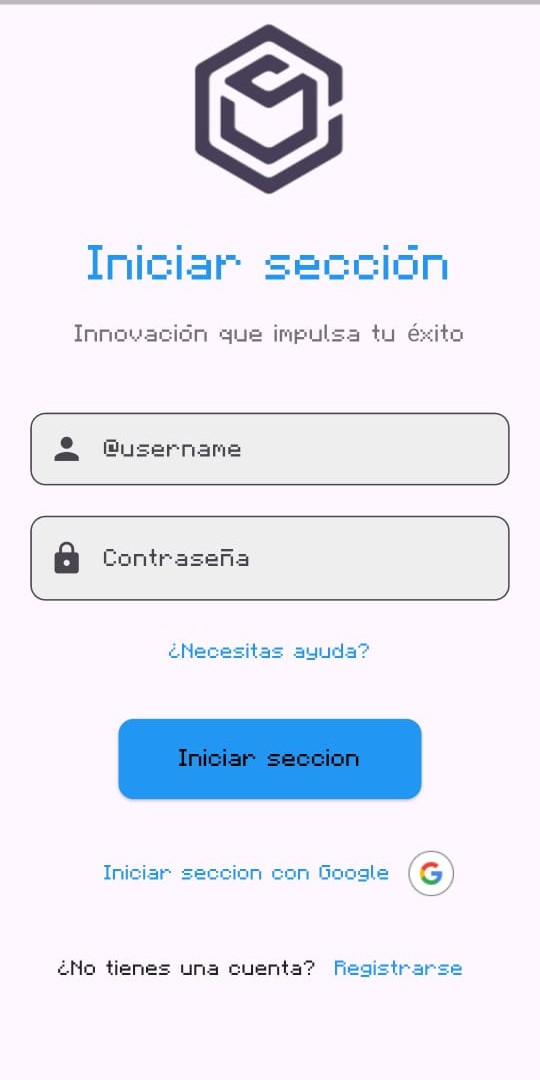 Iniciar sección
Innovación que impulsa tu éxito
@username
Contraseña
¿Necesitas ayuda?
Iniciar seccion
Iniciar seccion con Google
¿No tienes una cuenta? Registrarse